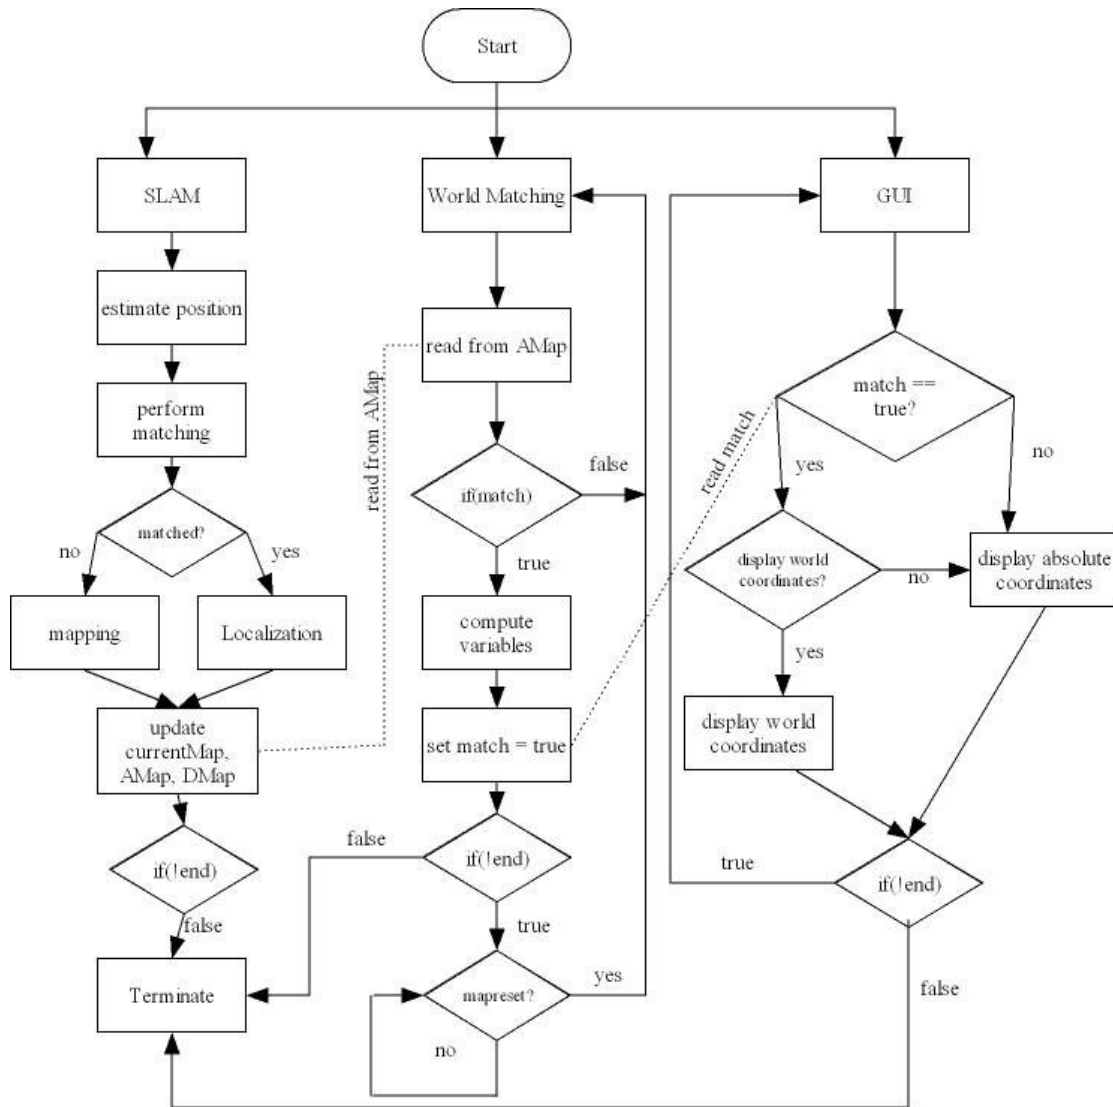 Start
SLAM
World Matching
GUI
estimate position
read from AMap
match ==
true?
perform
matching
read from AMap
read match
yes
no
if(match)
false
matched?
no
yes
true
display world
coordinates?
no
display absolute
coordinates
mapping
Localization
compute
variables
yes
update
currentMap,
AMap, DMap
set match = true
display world
coordinates
false
true
if(!end)
if(!end)
if(!end)
false
true
Terminate
mapreset?
yes
false
no